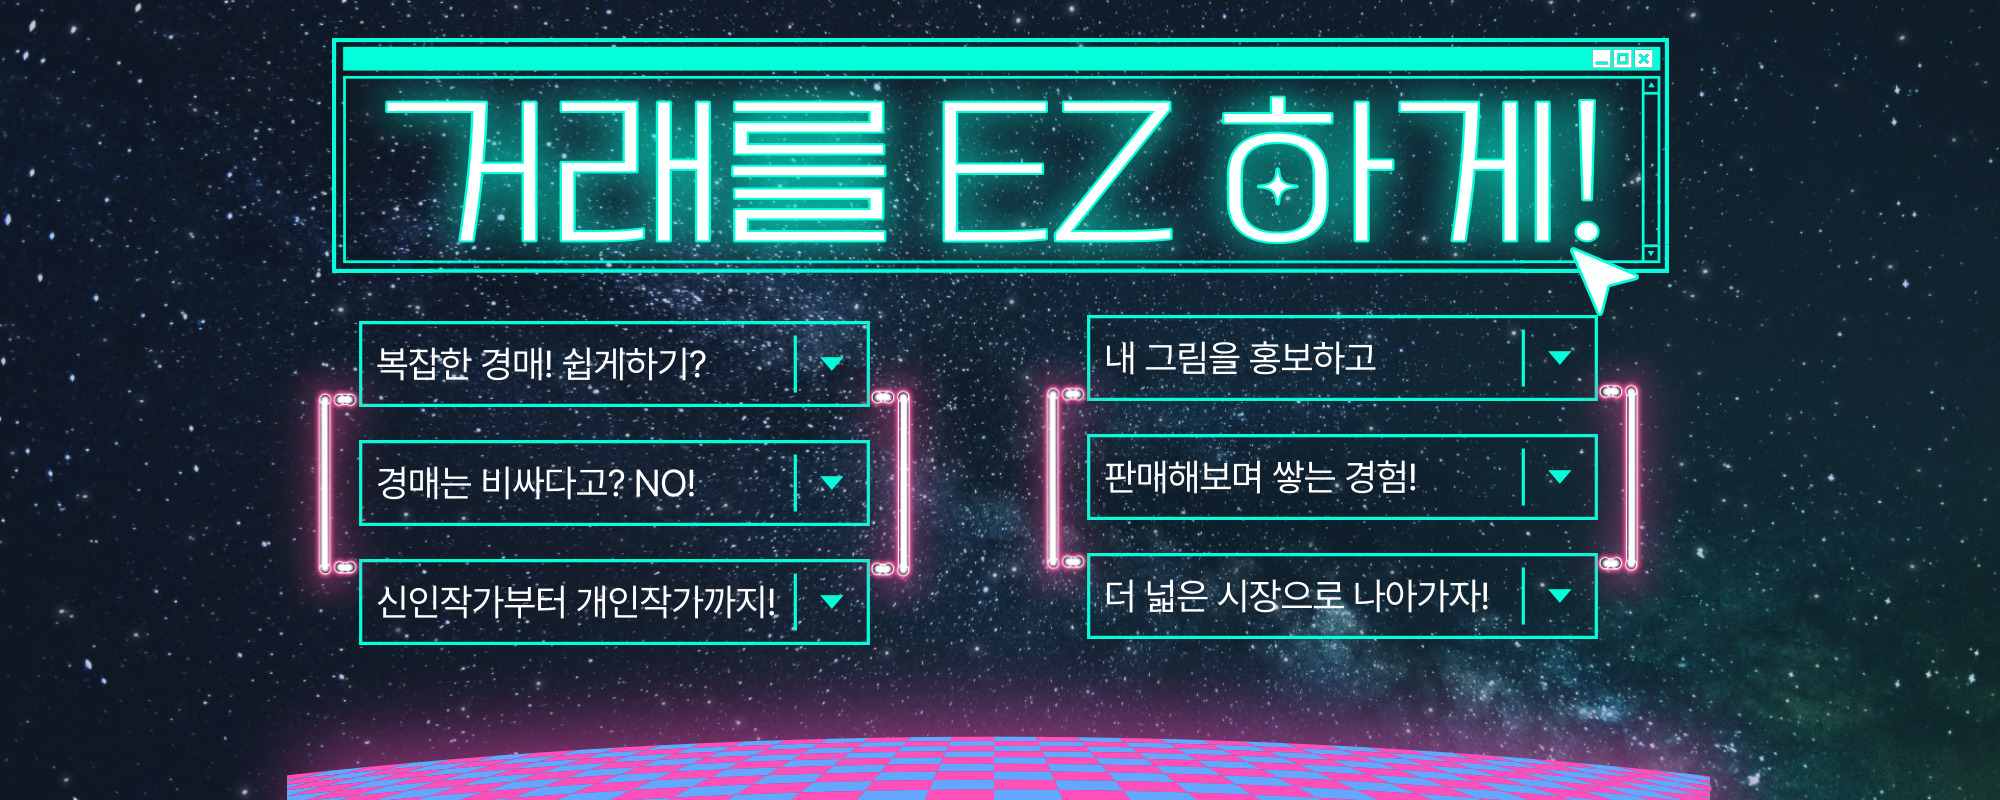 거래를 EZ 하게!
복잡한 경매! 쉽게하기?
경매는 비싸다고? NO!
신인작가부터 개인작가까지!
내 그림을 홍보하고
판매해보며 쌓는 경험!
더 넓은 시장으로 나아가자!